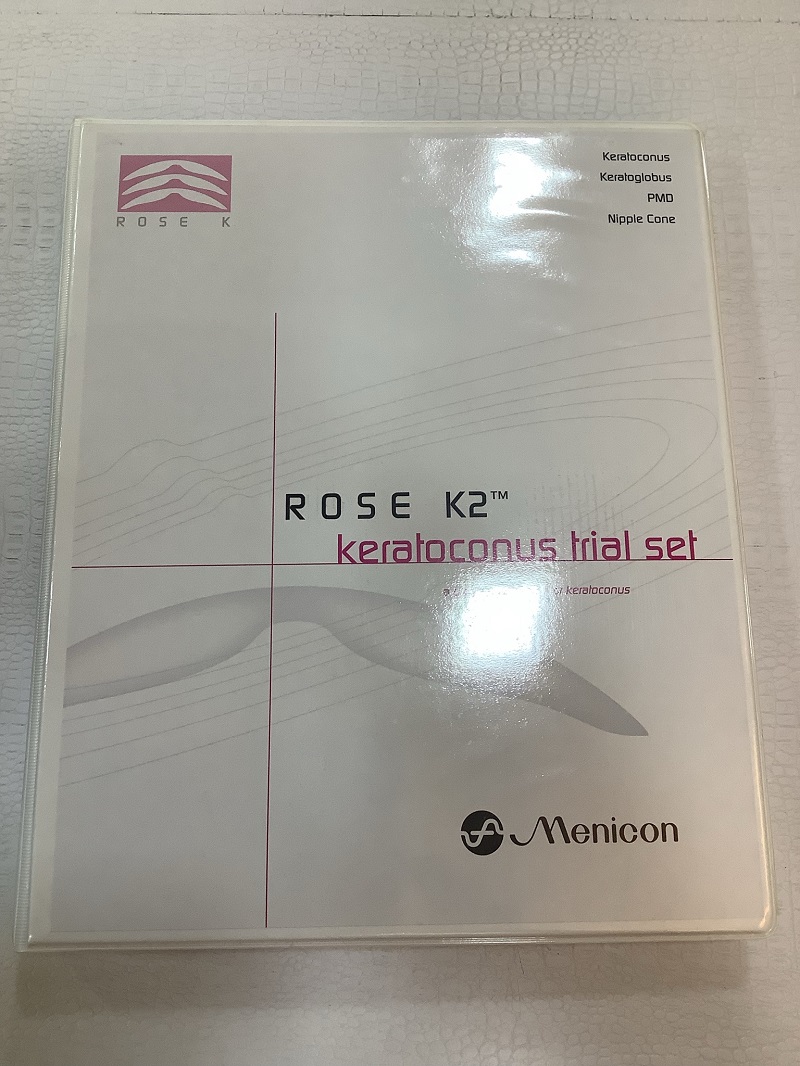 ROSE K
Keratoconus
Keratoglobus
PMD
Nipple Cone
ROSE K2™
keratoconus trial set
keratoconus
Menicon